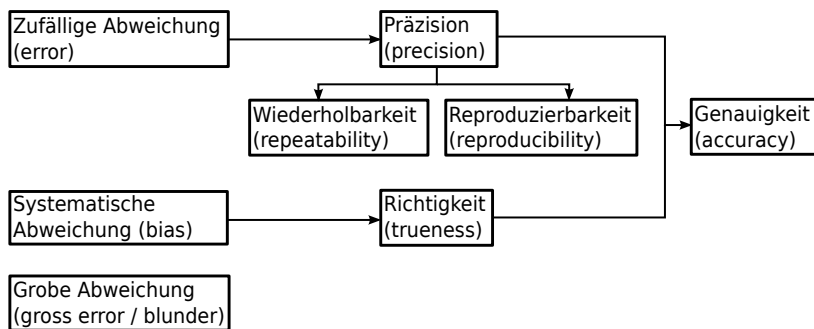 Zufällige Abweichung
(error)
Präzision
(precision)
Wiederholbarkeit
(repeatability)
Reproduzierbarkeit
(reproducibility)
Genauigkeit
(accuracy)
Systematische
Abweichung (bias)
Richtigkeit
(trueness)
Grobe Abweichung
(gross error / blunder)